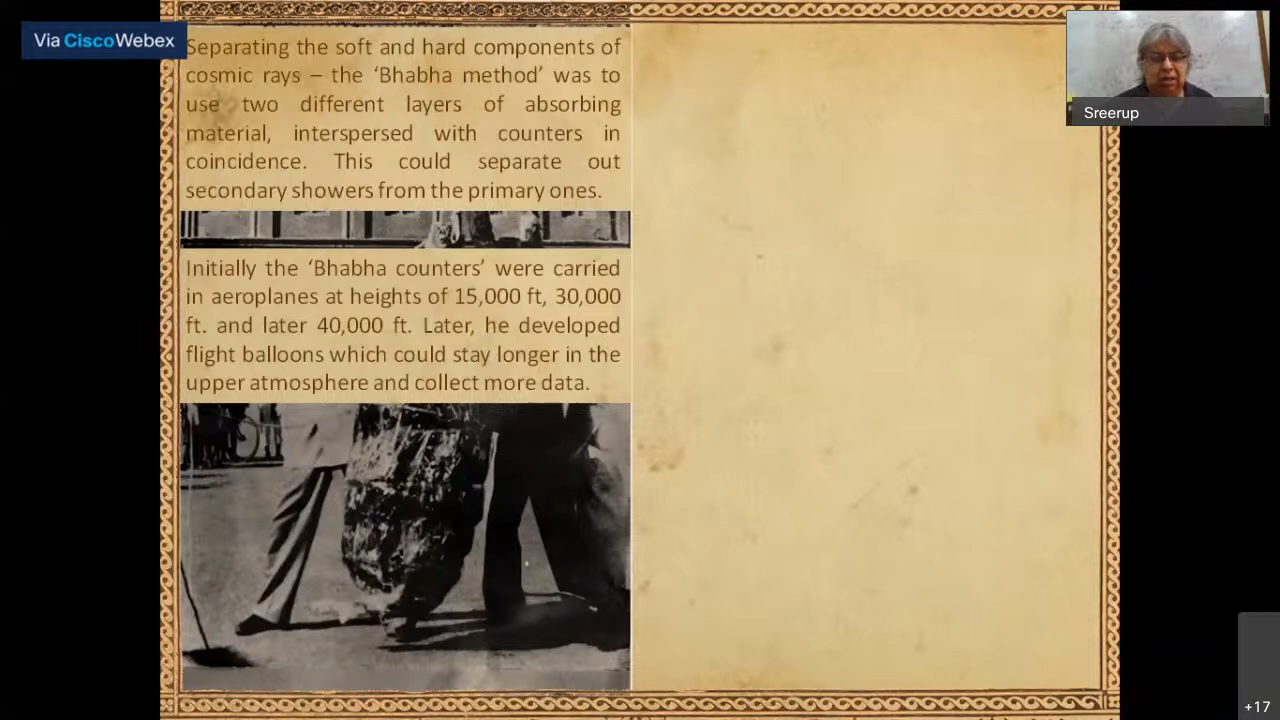 Via Cisco Webex
Separating the soft and hard components of
cosmic rays – the ‘Bhabha method’ was to
use two different layers of absorbing
material, interspersed with counters in
coincidence. This could separate out
secondary showers from the primary ones.
Initially the ‘Bhabha counters’ were carried
in aeroplanes at heights of 15,000 ft, 30,000
ft. and later 40,000 ft. Later, he developed
flight balloons which could stay longer in the
upper atmosphere and collect more data.
Sreerup
+17